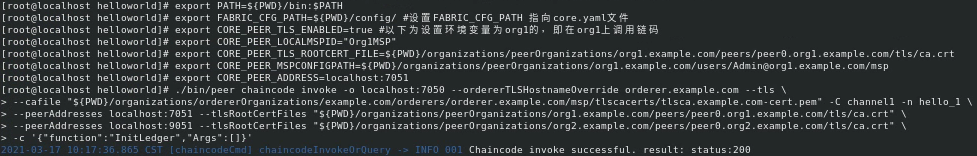 [root@localhost helloworld]# export PATH=${PWD}/bin:$PATH
[root@localhost helloworld]# export FABRIC_CFG_PATH=${PWD}/config/ #设置FABRIC_CFG_PATH 指向core.yaml文件
[root@localhost helloworld]# export CORE_PEER_TLS_ENABLED=true #以下为设置环境变量为org1的，即在org1上调用链码
[root@localhost helloworld]# export CORE_PEER_LOCALMSPID="Org1MSP"
[root@localhost helloworld]# export CORE_PEER_TLS_ROOTCERT_FILE=${PWD}/organizations/peerOrganizations/org1.example.com/peers/peer0.org1.example.com/tls/ca.crt
[root@localhost helloworld]# export CORE_PEER_MSPCONFIGPATH=${PWD}/organizations/peerOrganizations/org1.example.com/users/Admin@org1.example.com/msp
[root@localhost helloworld]# export CORE_PEER_ADDRESS=localhost:7051
[root@localhost helloworld]# ./bin/peer chaincode invoke -o localhost:7050 --ordererTLSHostnameOverride orderer.example.com --tls \
> --cafile "${PWD}/organizations/ordererOrganizations/example.com/orderers/orderer.example.com/msp/tlscacerts/tlsca.example.com-cert.pem" -C channel1 -n hello_1 \
> --peerAddresses localhost:7051 --tlsRootCertFiles "${PWD}/organizations/peerOrganizations/org1.example.com/peers/peer0.org1.example.com/tls/ca.crt" \
> --peerAddresses localhost:9051 --tlsRootCertFiles "${PWD}/organizations/peerOrganizations/org2.example.com/peers/peer0.org2.example.com/tls/ca.crt" \
> -c '{"function":"InitLedger","Args":[]}'
2021-03-17 10:17:36.865 CST [chaincodeCmd] chaincodeInvokeOrQuery -> INFO 001 Chaincode invoke successful. result: status:200